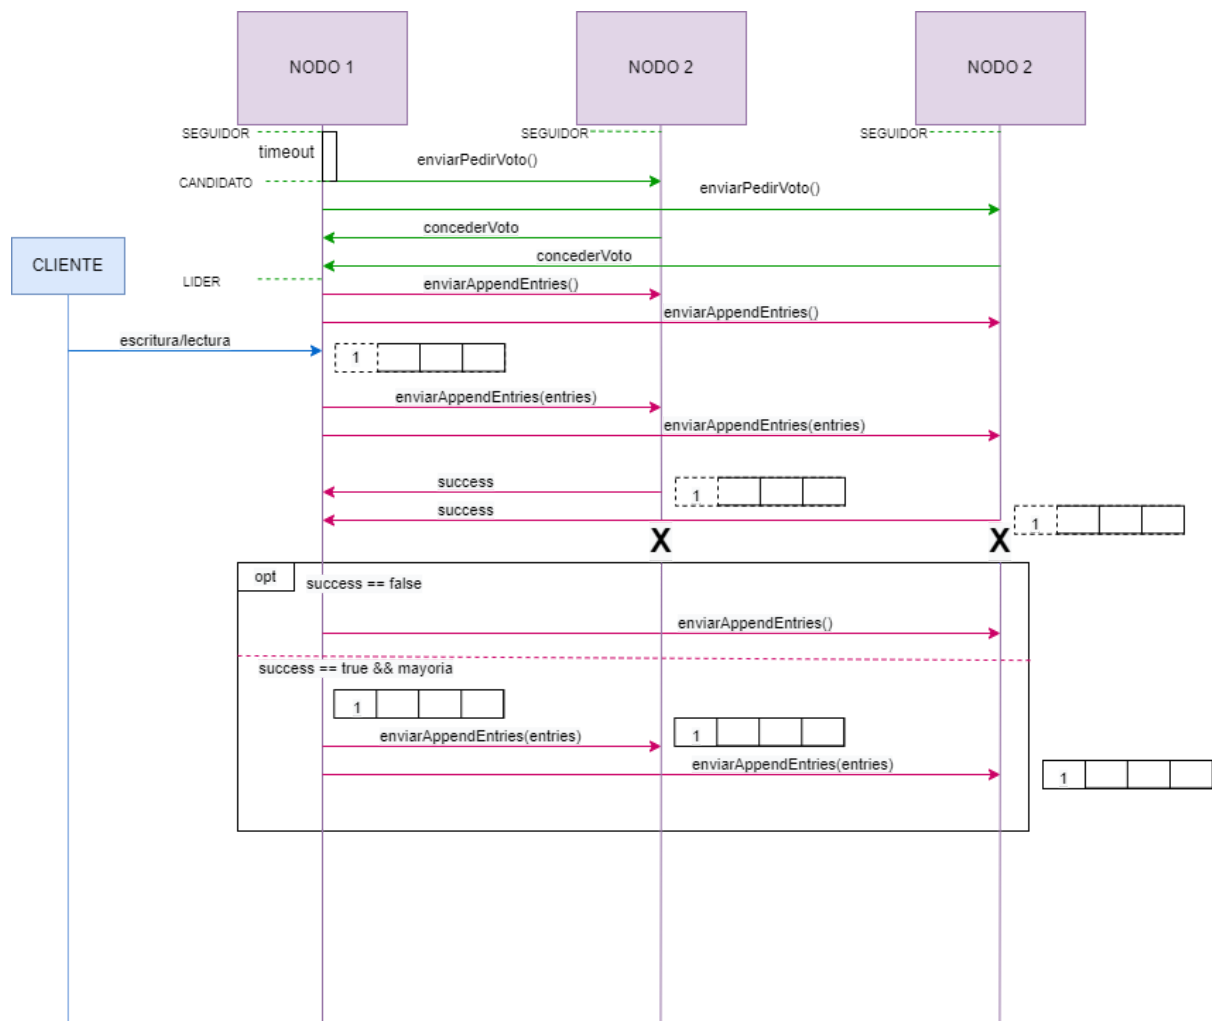 NODO 1
NODO 2
NODO 2
SEGUIDOR
SEGUIDOR
SEGUIDOR
timeout
enviarPedirVoto()
CANDIDATO
enviarPedirVoto()
concederVoto
concederVoto
CLIENTE
LIDER
enviarAppendEntries()
enviarAppendEntries()
escritura/lectura
1
enviarAppendEntries(entries)
enviarAppendEntries(entries)
success
1
success
1
X
X
opt
success == false
enviarAppendEntries()
success == true && mayoria
1
enviarAppendEntries(entries)
1
enviarAppendEntries(entries)
1